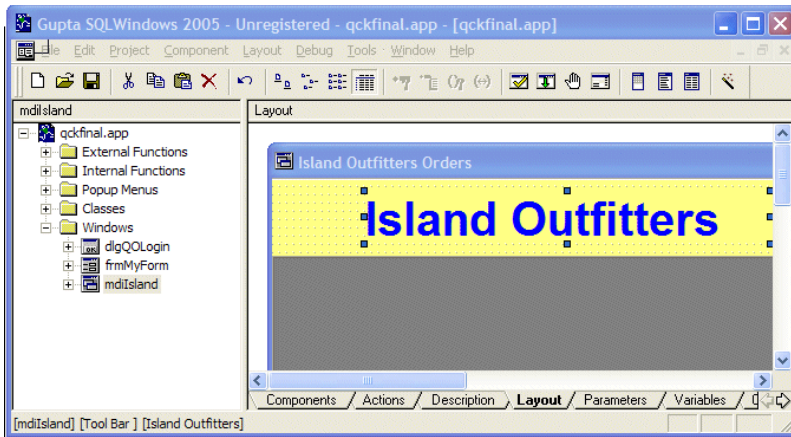 Gupta SQLWindows 2005 - Unregistered - qckfinal.app - [qckfinal.app]
File Edit Project Component Layout Debug Tools Window Help
mdiIsland
Layout
qckfinal.app
External Functions
Internal Functions
Popup Menus
Classes
Windows
dlgQOLogin
frmMyForm
mdiIsland
Island Outfitters Orders
Island Outfitters
Components Actions Description Layout Parameters Variables
[mdiIsland] [Tool Bar ] [Island Outfitters]